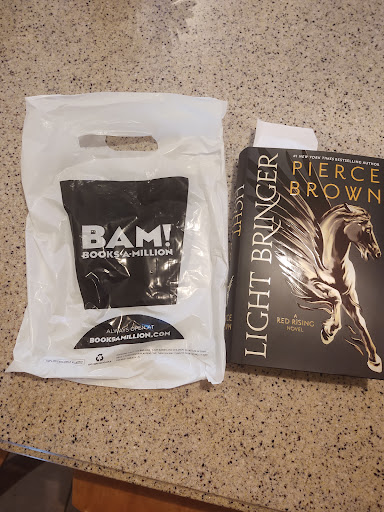 BAM!
BOOKS·A·MILLION
ALWAYS OPEN AT
BOOKSAMILLION.COM
#1 NEW YORK TIMES BESTSELLING AUTHOR
PIERCE
BROWN
LIGHT BRINGER
A
RED RISING
NOVEL